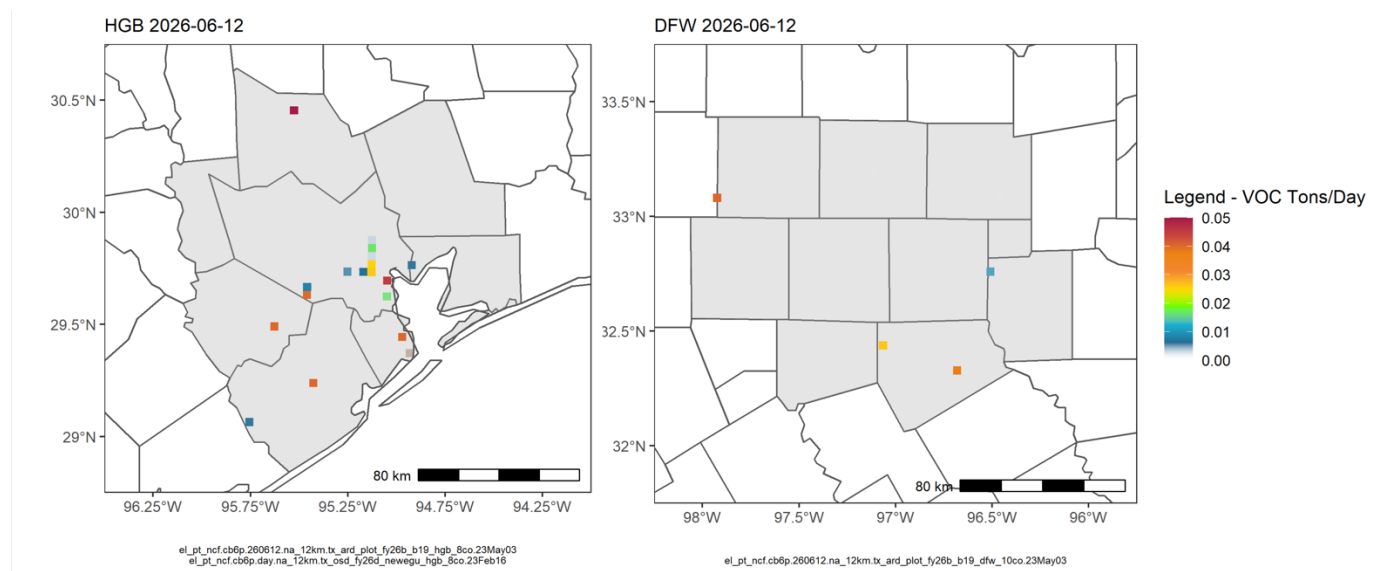 HGB 2026-06-12
30.5°N
30°N
29.5°N
29°N
80 km
96.25°W 95.75°W 95.25°W 94.75°W 94.25°W
el_pt_ncf.cb6p.260612.na_12km.tx_ard_plot_fy26b_b19_hgb_8co.23May03
el_pt_ncf.cb6p.day.na_12km.tx_osd_fy26d_newegu_hgb_8co.23Feb16
DFW 2026-06-12
33.5°N
33°N
32.5°N
32°N
80 km
98°W 97.5°W 97°W 96.5°W 96°W
el_pt_ncf.cb6p.260612.na_12km.tx_ard_plot_fy26b_b19_dfw_10co.23May03
Legend - VOC Tons/Day
0.05
0.04
0.03
0.02
0.01
0.00